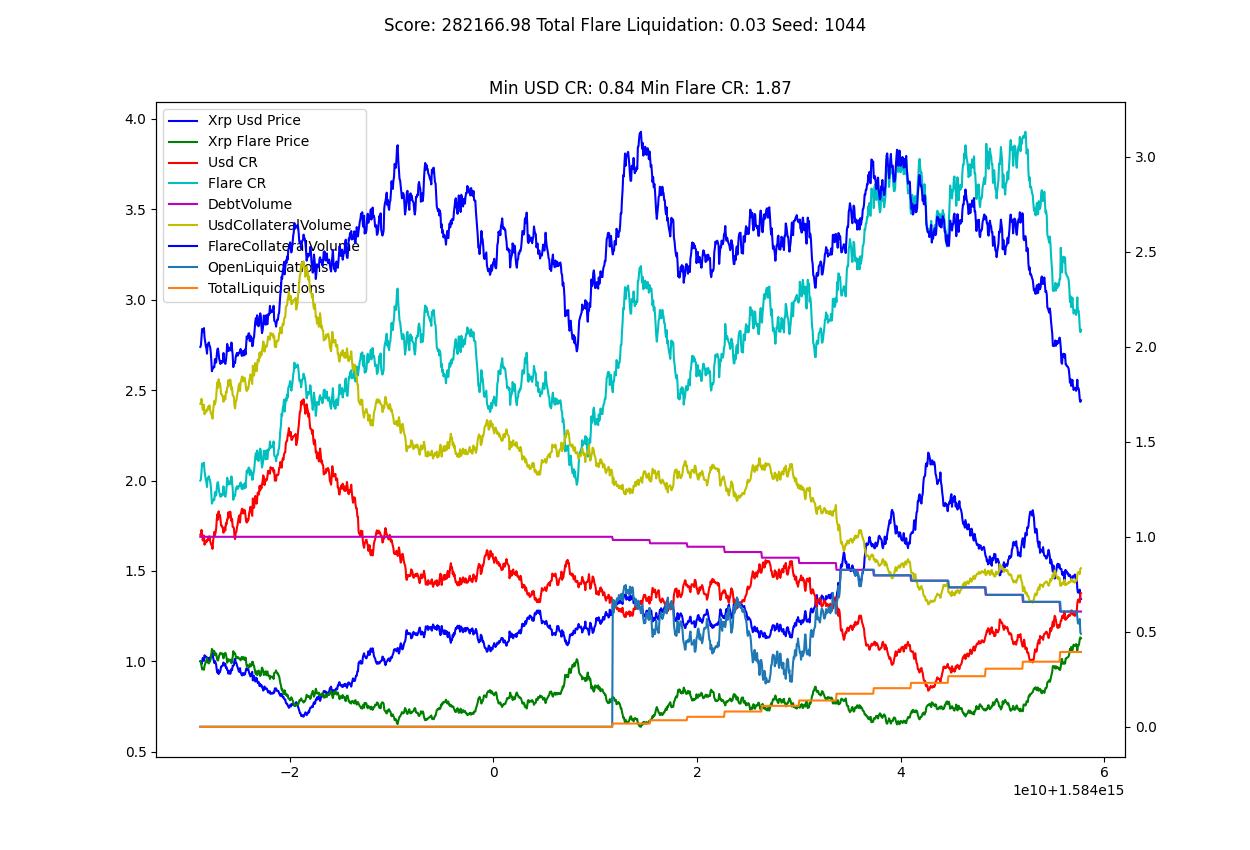 Score: 282166.98 Total Flare Liquidation: 0.03 Seed: 1044
Min USD CR: 0.84 Min Flare CR: 1.87
Xrp Usd Price
Xrp Flare Price
Usd CR
Flare CR
DebtVolume
UsdCollateralVolume
FlareCollateralVolume
OpenLiquidations
TotalLiquidations
4.0
3.5
3.0
2.5
2.0
1.5
1.0
0.5
3.0
2.5
2.0
1.5
1.0
0.5
0.0
−2 0 2 4 6
1e10+1.584e15